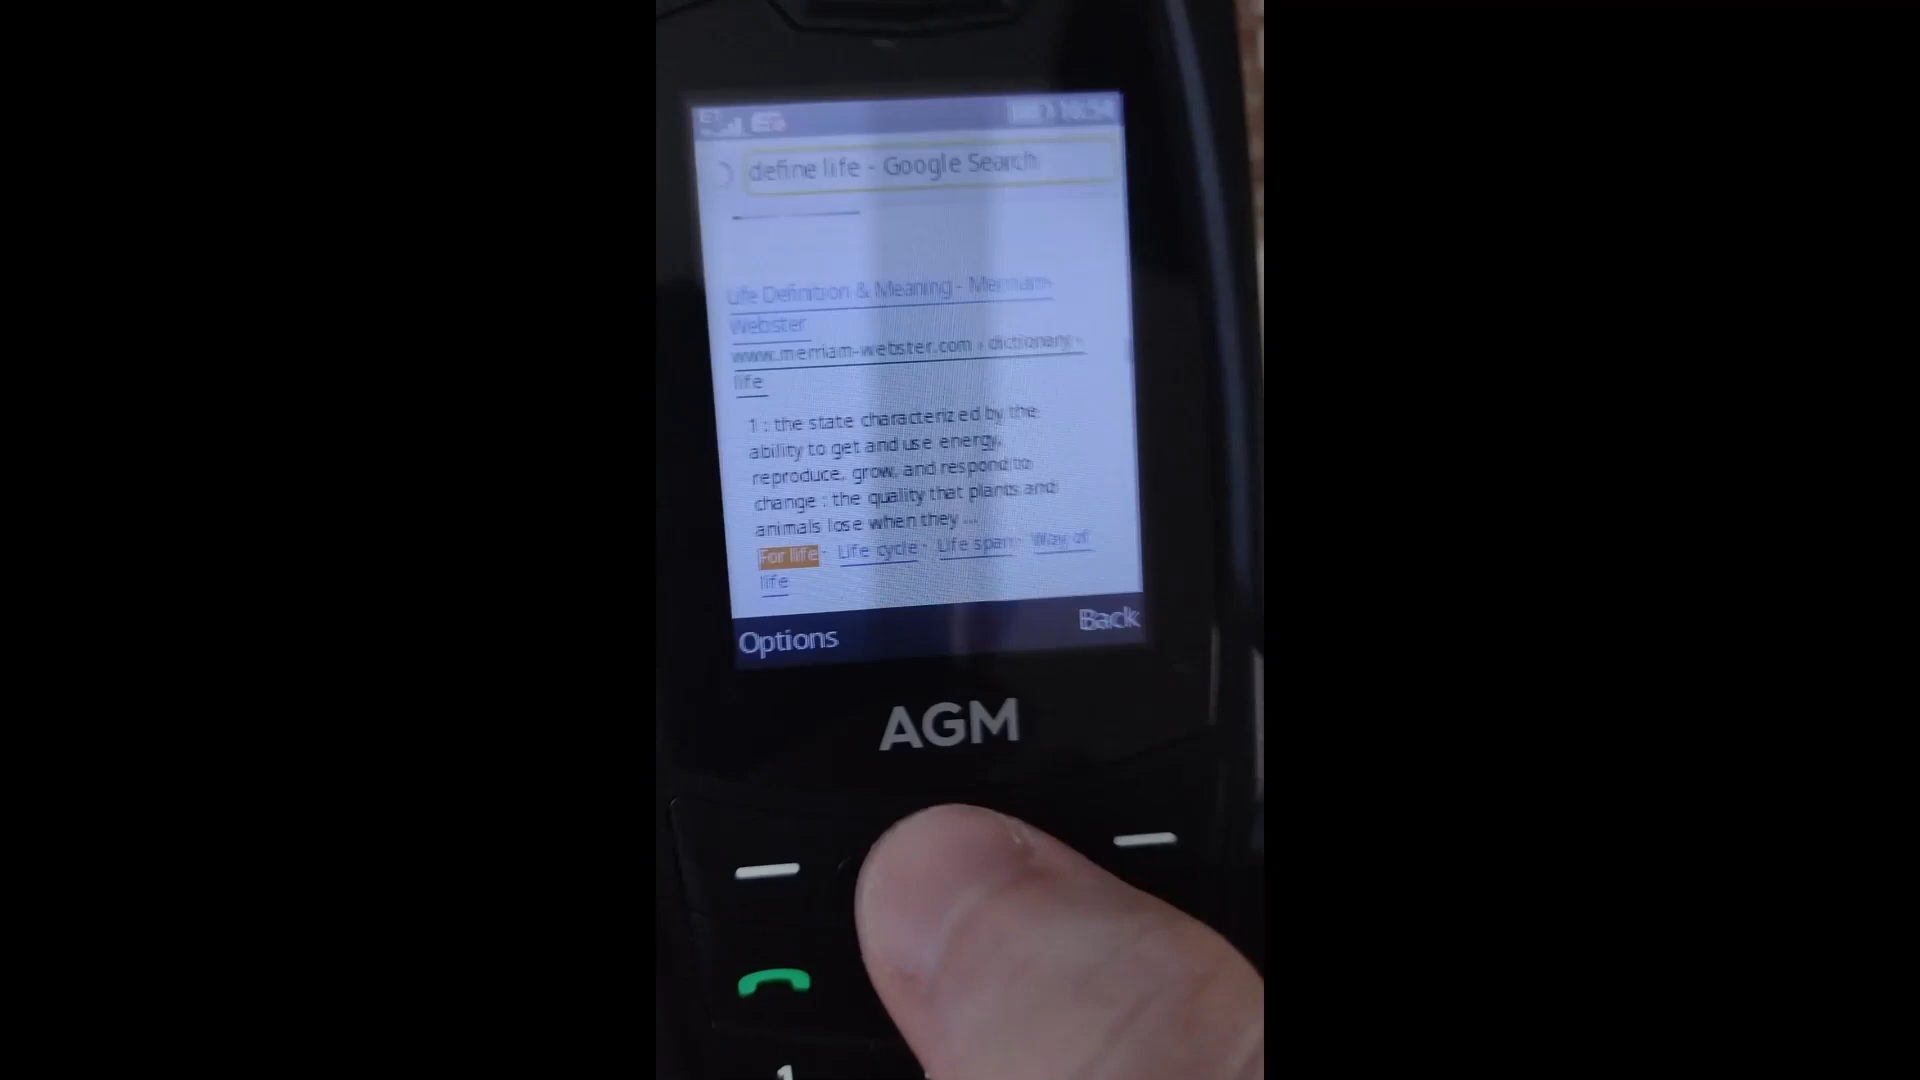 define life - Google Search
Life Definition & Meaning - Merriam-
Webster
www.merriam-webster.com › dictionary ›
life
1 : the state characterized by the
ability to get and use energy,
reproduce, grow, and respond to
change : the quality that plants and
animals lose when they ...
For life · Life cycle · Life span · Way of
life
Options Back
AGM
1